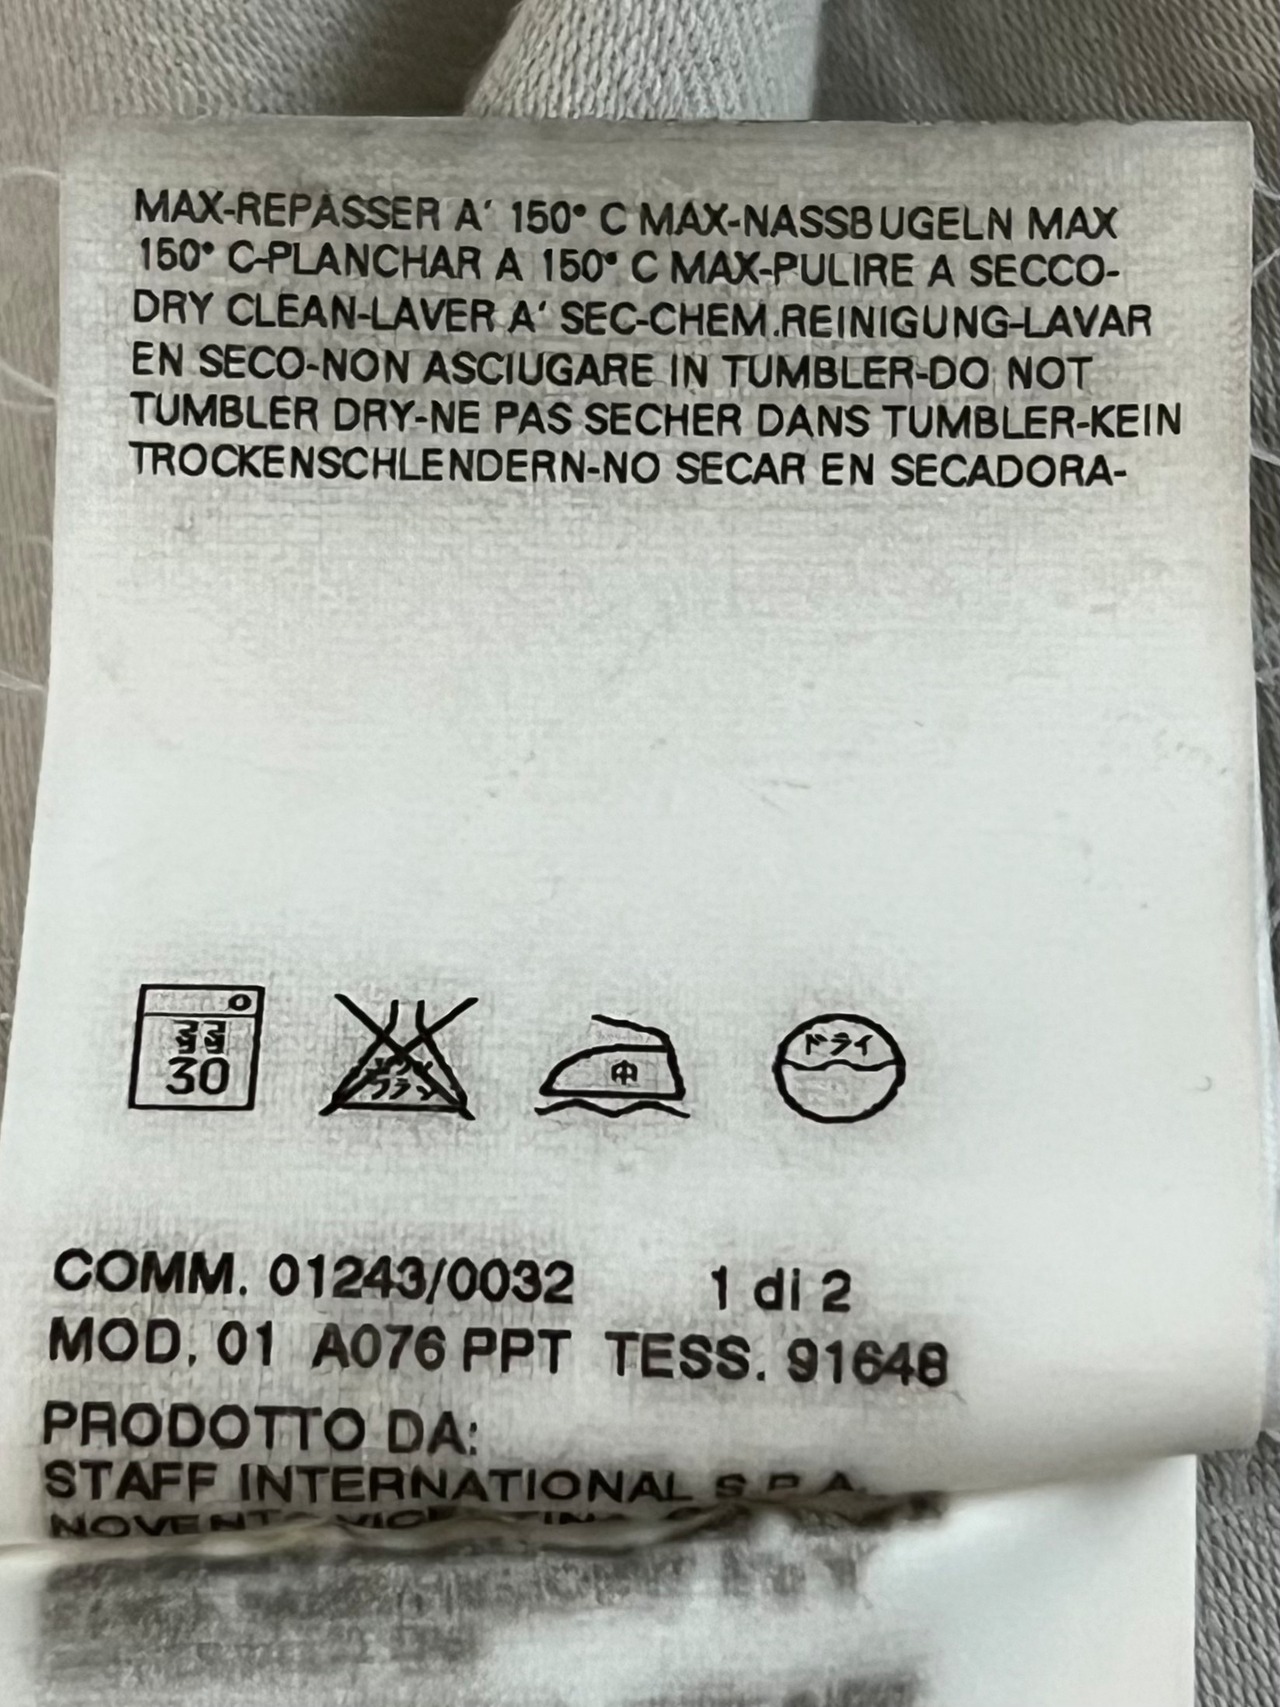 MAX-REPASSER A' 150° C MAX-NASSBUGELN MAX
150° C-PLANCHAR A 150° C MAX-PULIRE A SECCO-
DRY CLEAN-LAVER A' SEC-CHEM.REINIGUNG-LAVAR
EN SECO-NON ASCIUGARE IN TUMBLER-DO NOT
TUMBLER DRY-NE PAS SECHER DANS TUMBLER-KEIN
TROCKENSCHLENDERN-NO SECAR EN SECADORA-
30
中
ドライ
COMM. 01243/0032 1 di 2
MOD. 01 A076 PPT TESS. 91648
PRODOTTO DA:
STAFF INTERNATIONAL S.P.A.